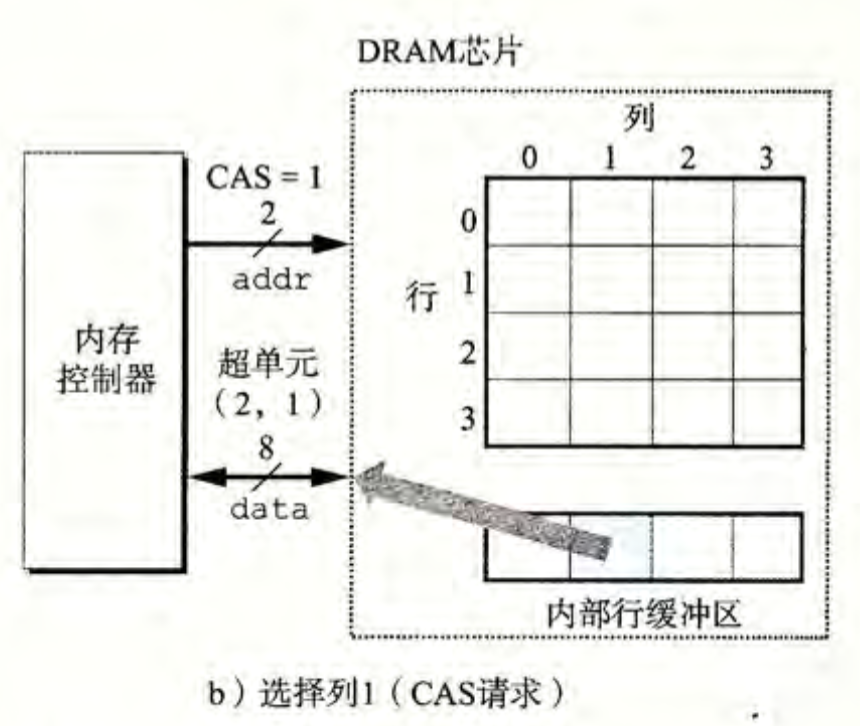 DRAM芯片
列
0 1 2 3
CAS = 1
2
addr
行
0
1
2
3
内存
控制器
超单元
（2，1）
8
data
内部行缓冲区
b）选择列1（CAS请求）